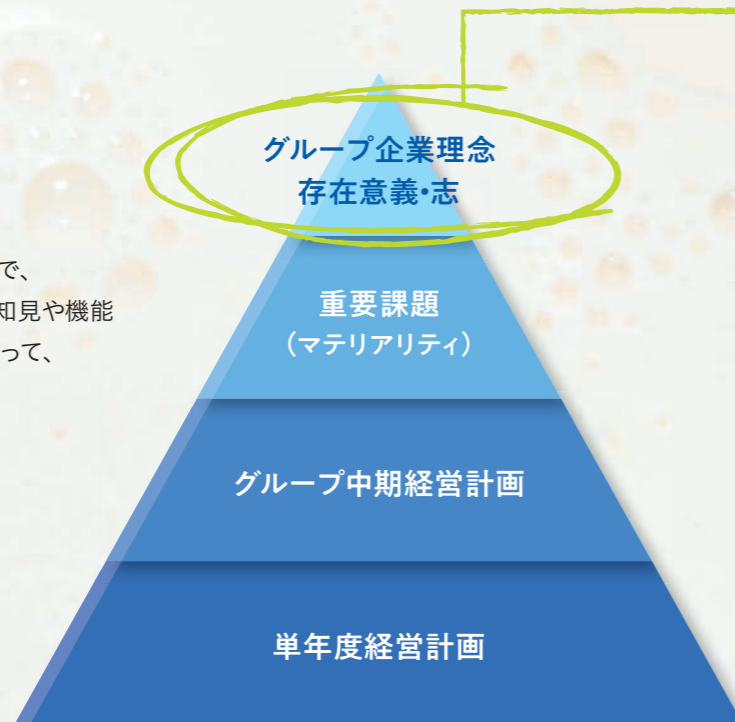 グループ企業理念
存在意義・志
で、
知見や機能
って、
重要課題
（マテリアリティ）
グループ中期経営計画
単年度経営計画